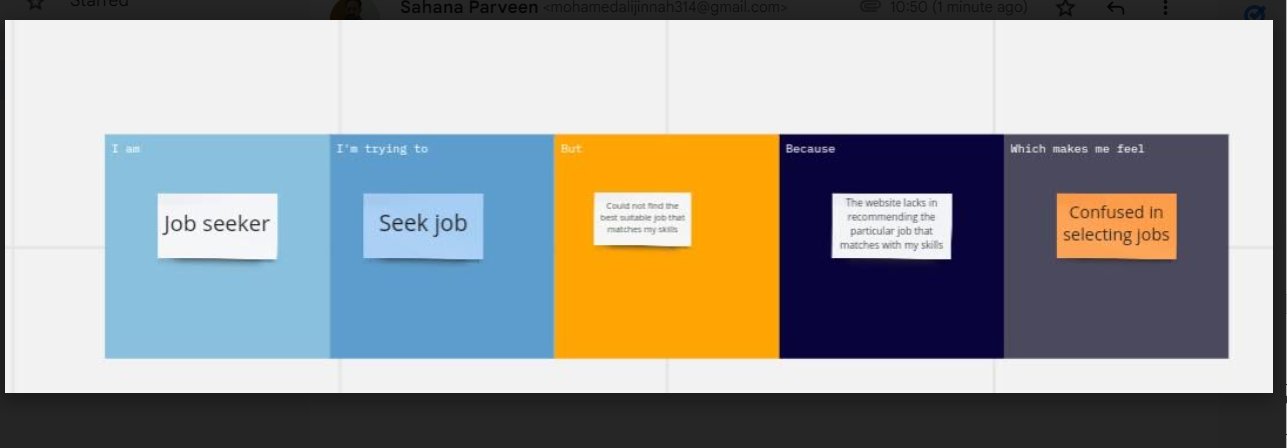 Starred
Sahana Parveen <mohamedalijinnah314@gmail.com>
10:50 (1 minute ago)
I am
Job seeker
I'm trying to
Seek job
But
Could not find the
best suitable job that
matches my skills
Because
The website lacks in
recommending the
particular job that
matches with my skills
Which makes me feel
Confused in
selecting jobs